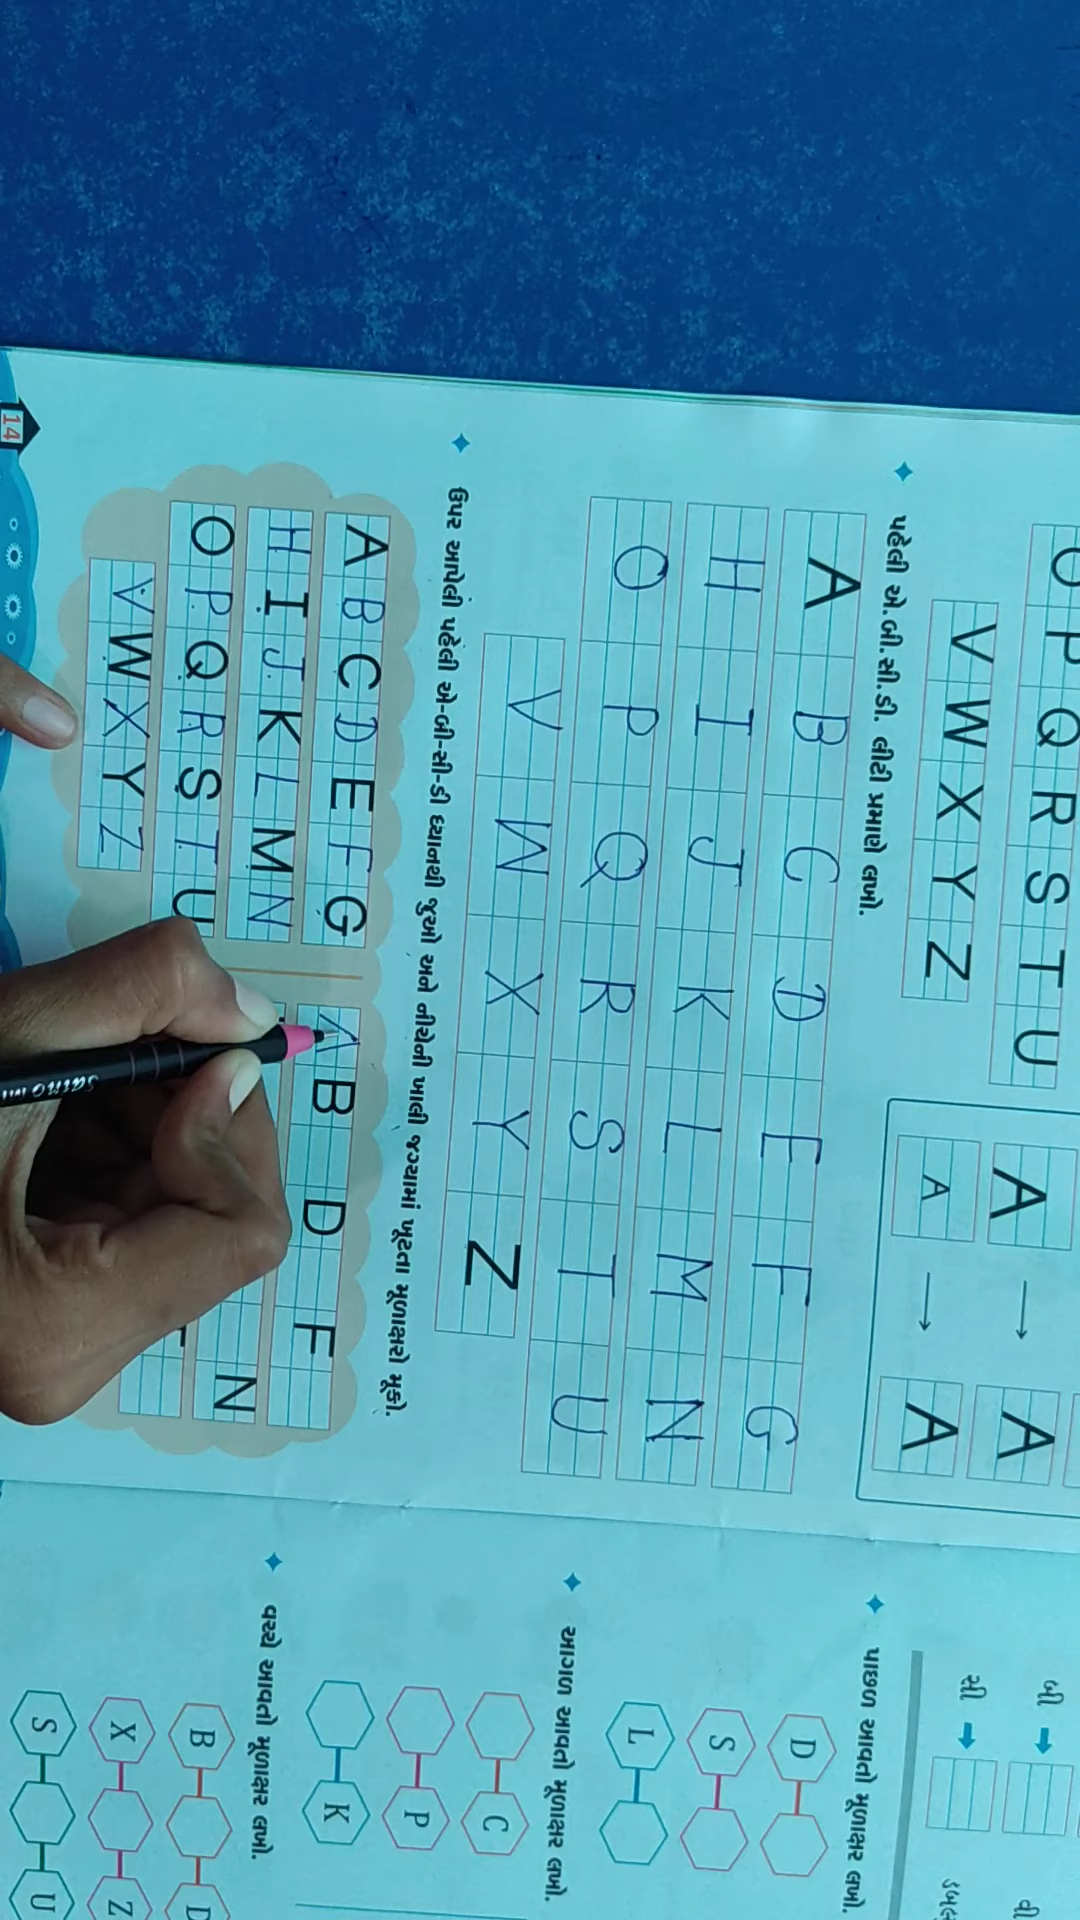 O P Q R S T U
V W X Y Z
A → A
A → A
પહેલી એ.બી.સી.ડી. લીટી પ્રમાણે લખો.
A B C D E F G
H I J K L M N
O P Q R S T U
V W X Y Z
ઉપર આપેલી પહેલી એ-બી-સી-ડી ધ્યાનથી જુઓ અને નીચેની ખાલી જગ્યામાં ખૂટતા મૂળાક્ષરો મૂકો.
A B C D E F G
H I J K L M N
O P Q R S T U
V W X Y Z
A B D F
N
14
બી
સી
પાછળ આવતો મૂળાક્ષર લખો.
D
S
L
આગળ આવતો મૂળાક્ષર લખો.
C
P
K
વચ્ચે આવતો મૂળાક્ષર લખો.
B D
X Z
S U